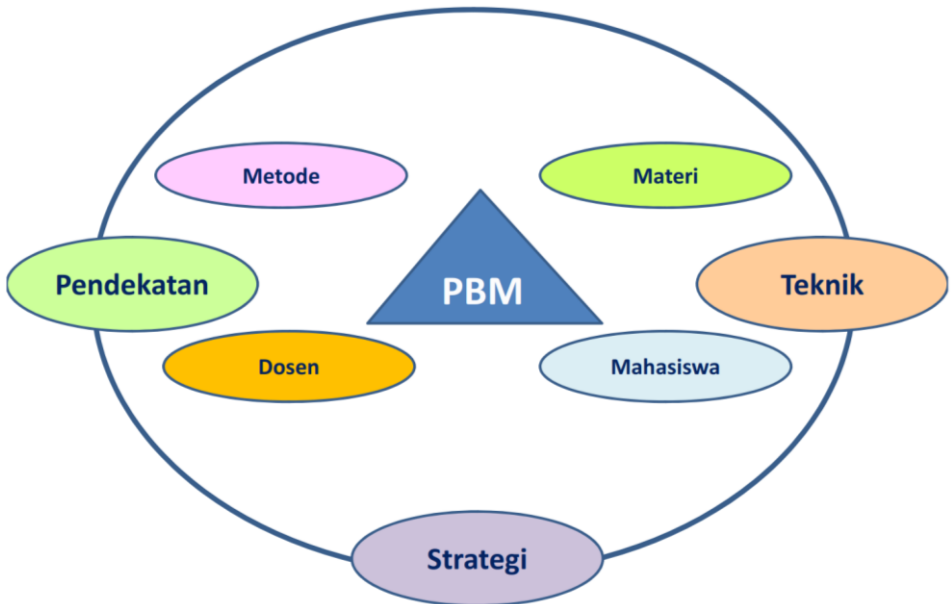 Metode
Materi
Pendekatan
PBM
Teknik
Dosen
Mahasiswa
Strategi